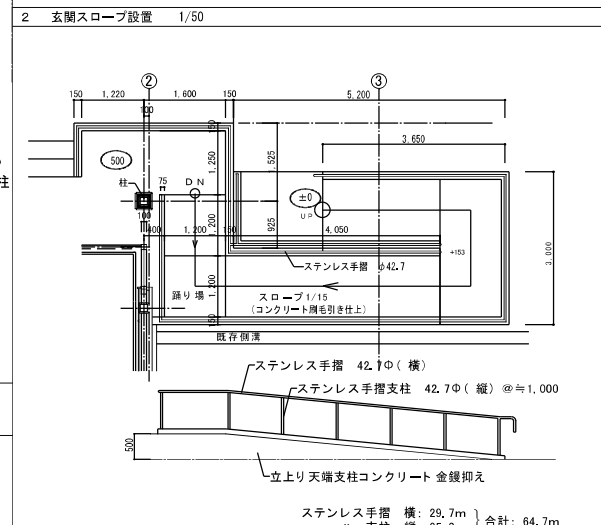 2 玄関スロープ設置 1/50
② ③
150 1,220 1,600 150 5,200
100
3,650
150
1,250
1,525
500
柱
柱 75 DN
±0
UP
100
400 1,200 150 4,050
1,200
925
+153
3,000
ステンレス手摺 φ42.7
1,200
踊り場 スロープ1/15
(コンクリート刷毛引き仕上)
150
既存側溝
ステンレス手摺 42.7Φ(横)
ステンレス手摺支柱 42.7Φ(縦) @≒1,000
500
立上り天端支柱コンクリート金鏝抑え
ステンレス手摺 横: 29.7m
合計: 64.7m